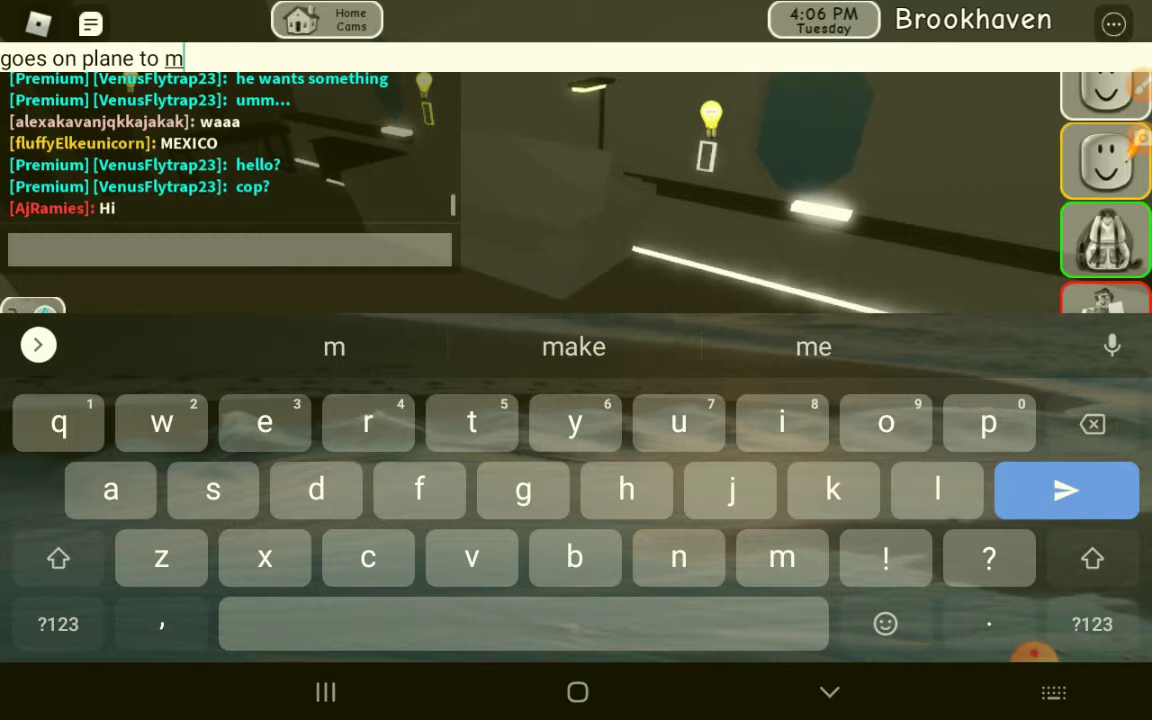 Home
Cams
4:06 PM
Tuesday
Brookhaven
goes on plane to m
[Premium] [VenusFlytrap23]: he wants something
[Premium] [VenusFlytrap23]: umm...
[alexakavanjqkkajakak]: waaa
[fluffyElkeunicorn]: MEXICO
[Premium] [VenusFlytrap23]: hello?
[Premium] [VenusFlytrap23]: cop?
[AjRamies]: Hi
m make me
q 1 w 2 e 3 r 4 t 5 y 6 u 7 i 8 o 9 p 0
a s d f g h j k l
z x c v b n m ! ?
?123 , . ?123